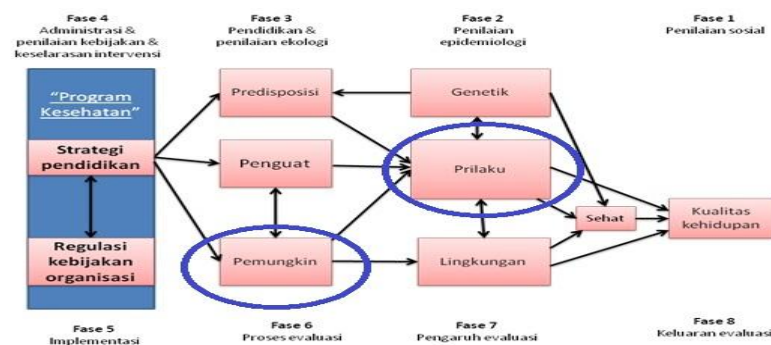 Fase 4
Administrasi &
penilaian kebijakan &
keselarasan intervensi
Fase 3
Pendidikan &
penilaian ekologi
Fase 2
Penilaian
epidemiologi
Fase 1
Penilaian sosial
"Program
Kesehatan"
Strategi
pendidikan
Regulasi
kebijakan
organisasi
Predisposisi
Penguat
Pemungkin
Genetik
Prilaku
Lingkungan
Sehat
Kualitas
kehidupan
Fase 5
Implementasi
Fase 6
Proses evaluasi
Fase 7
Pengaruh evaluasi
Fase 8
Keluaran evaluasi